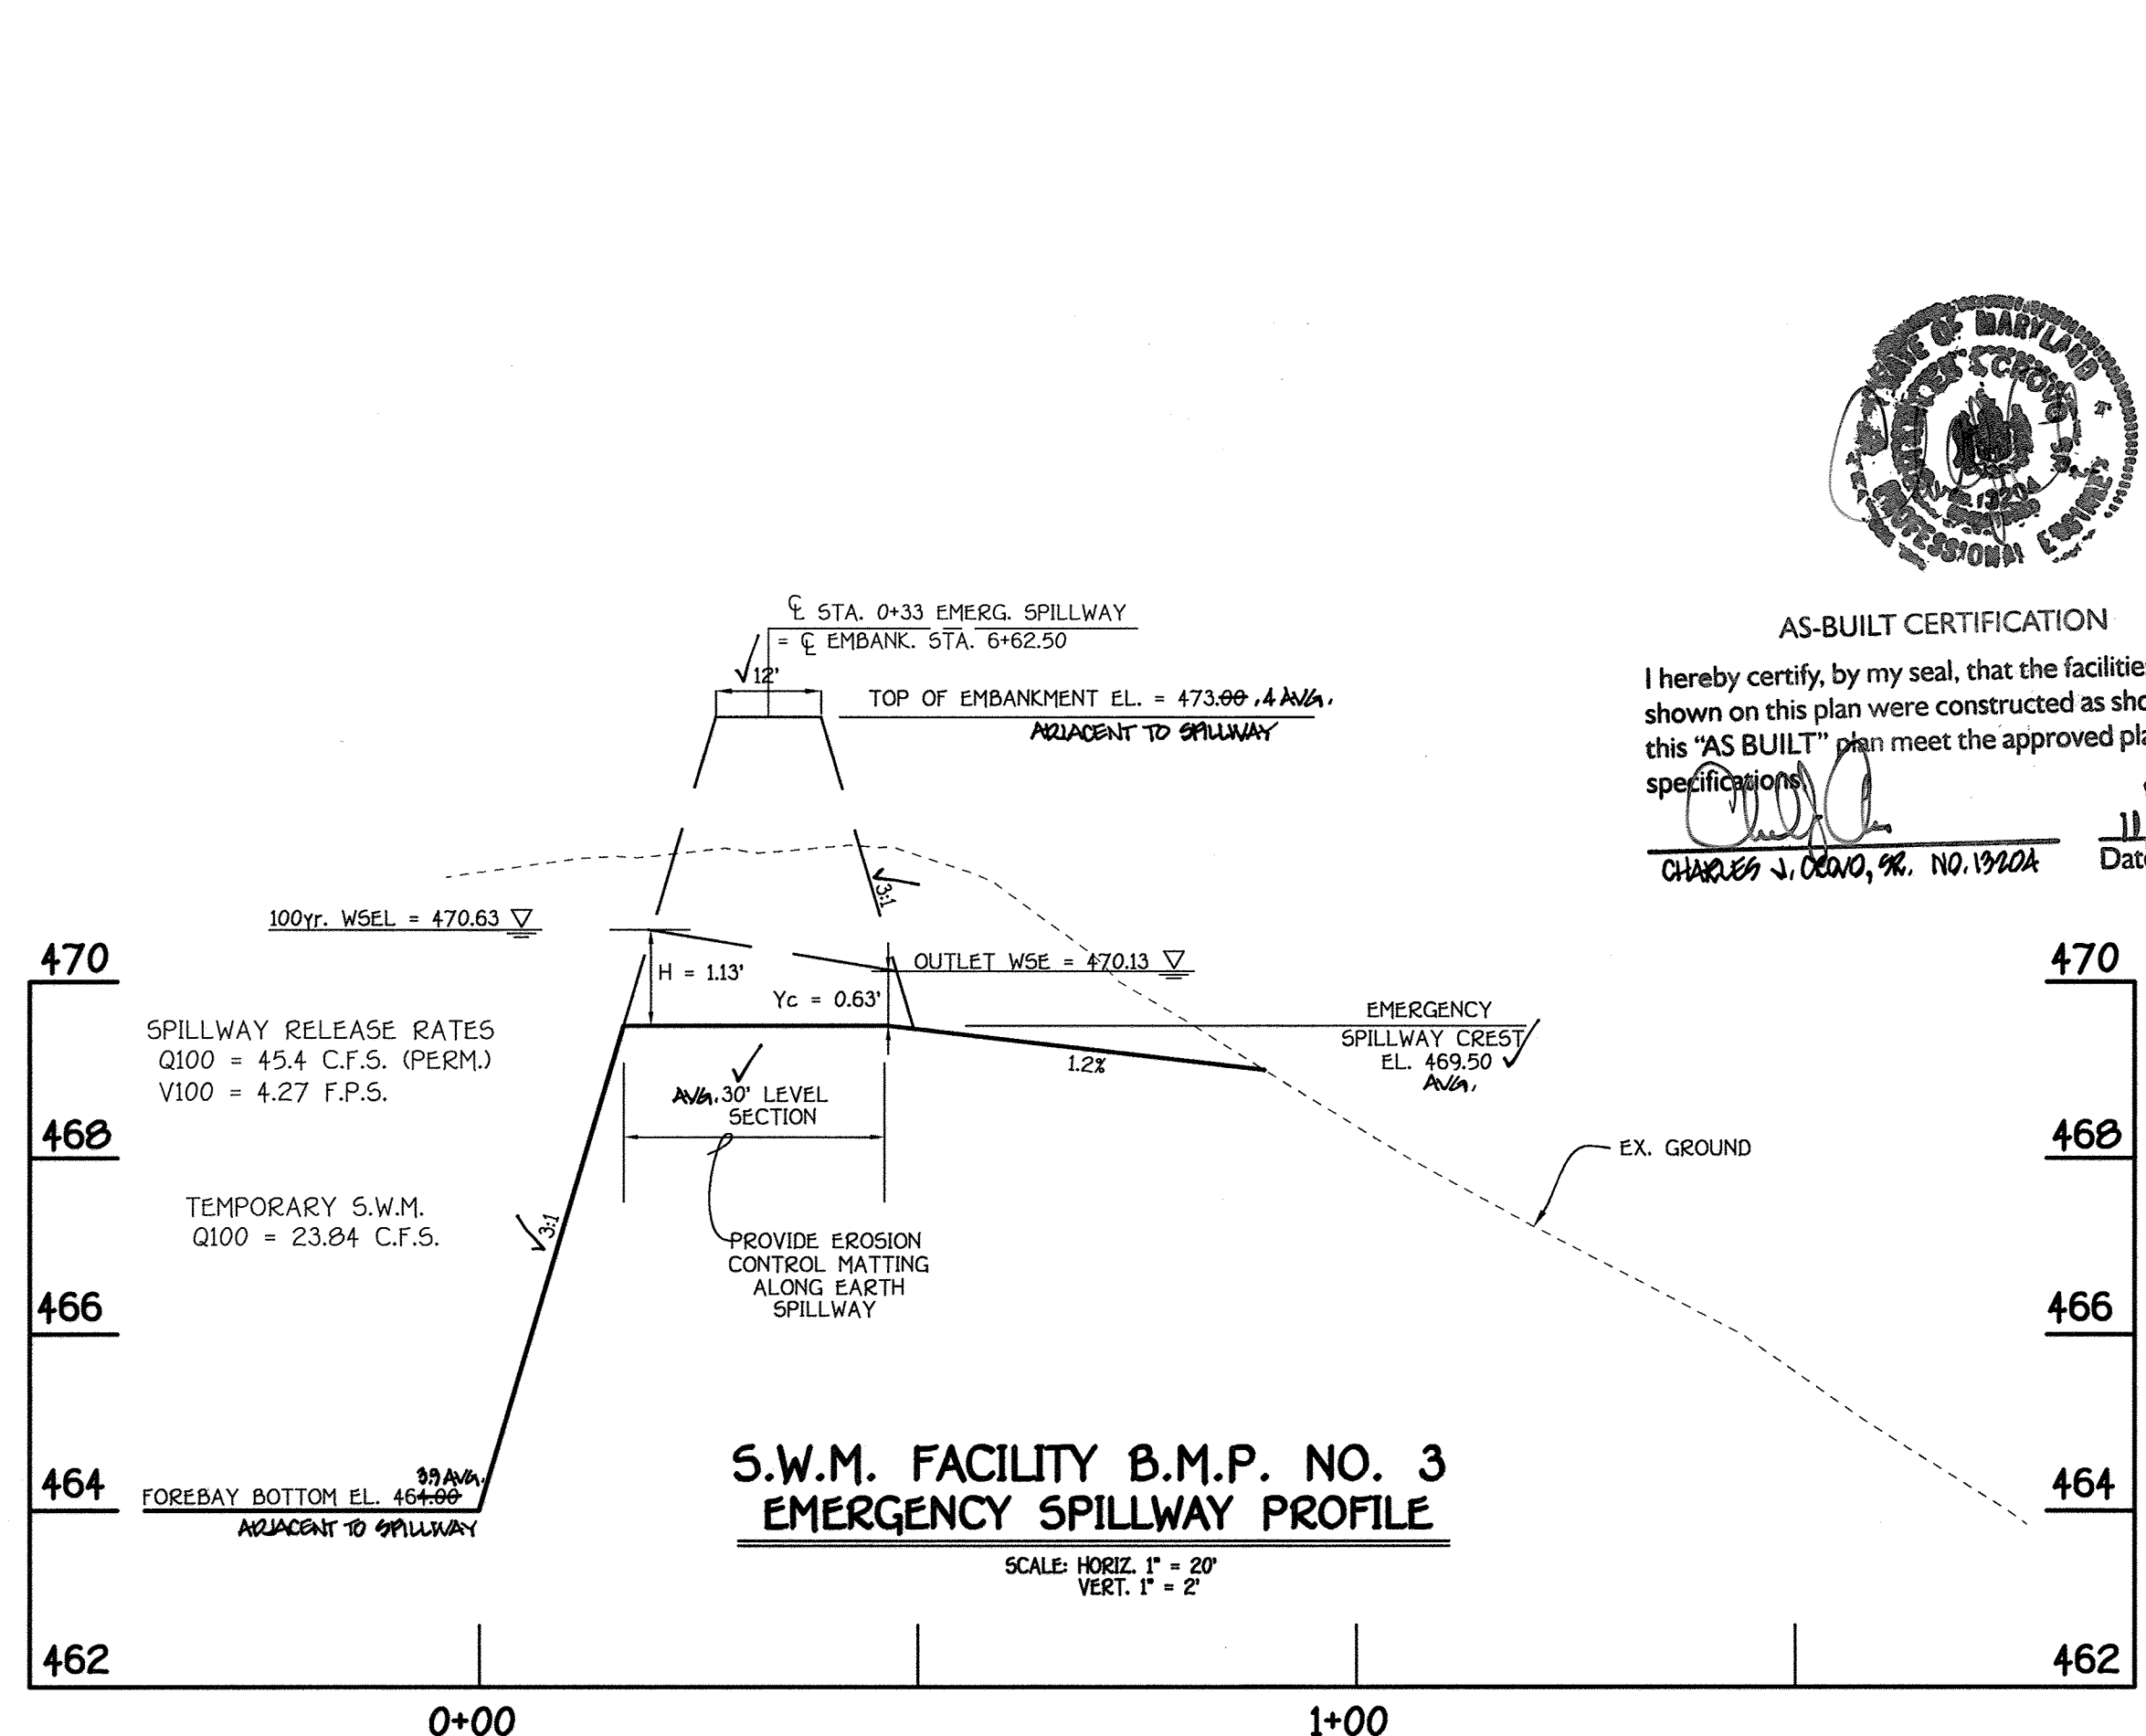 STATE OF MARYLAND
PROFESSIONAL ENGINEER
℄ STA. 0+33 EMERG. SPILLWAY
= ℄ EMBANK. STA. 6+62.50
12'
TOP OF EMBANKMENT EL. = 473.00 .4 AVG.
ADJACENT TO SPILLWAY
AS-BUILT CERTIFICATION
I hereby certify, by my seal, that the facilitie
shown on this plan were constructed as sho
this "AS BUILT" plan meet the approved pla
specifications.
11
CHARLES J. CROVO, SR. NO. 13204
Date
3:1
100yr. WSEL = 470.63
H = 1.13'
OUTLET WSE = 470.13
Yc = 0.63'
470
470
EMERGENCY
SPILLWAY CREST
EL. 469.50
AVG.
SPILLWAY RELEASE RATES
Q100 = 45.4 C.F.S. (PERM.)
V100 = 4.27 F.P.S.
1.2%
AVG. 30' LEVEL
SECTION
468
468
EX. GROUND
TEMPORARY S.W.M.
Q100 = 23.84 C.F.S.
3:1
PROVIDE EROSION
CONTROL MATTING
ALONG EARTH
SPILLWAY
466
466
464
464
3.9 AVG.
FOREBAY BOTTOM EL. 464.00
ADJACENT TO SPILLWAY
S.W.M. FACILITY B.M.P. NO. 3
EMERGENCY SPILLWAY PROFILE
SCALE: HORIZ. 1" = 20'
VERT. 1" = 2'
462
462
0+00
1+00